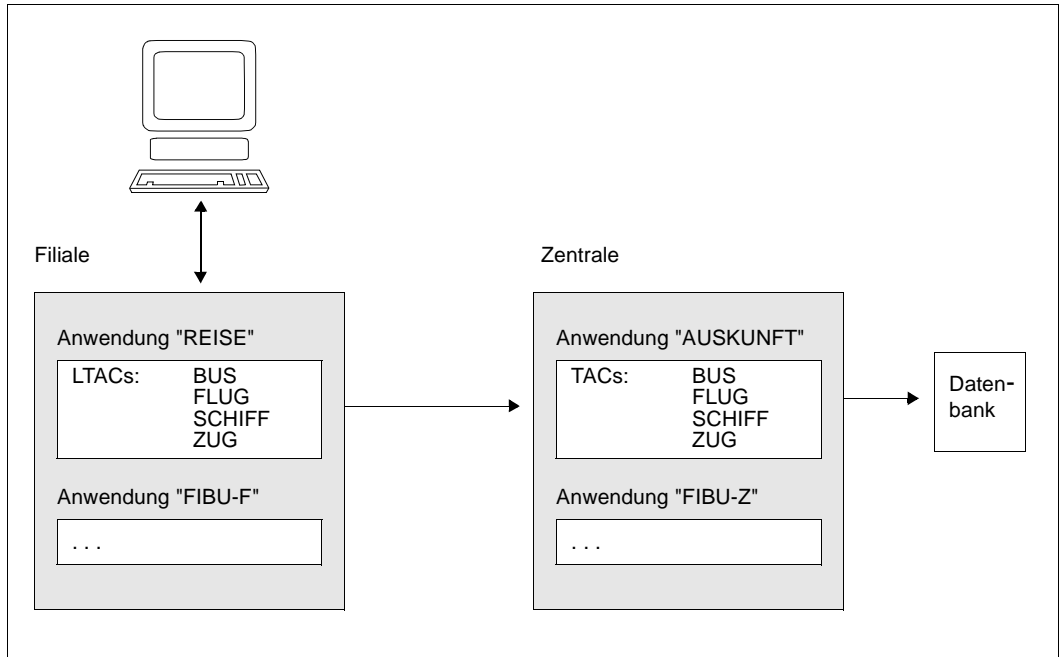 Filiale
Zentrale
Anwendung "REISE"
LTACs: BUS
FLUG
SCHIFF
ZUG
Anwendung "FIBU-F"
. . .
Anwendung "AUSKUNFT"
TACs: BUS
FLUG
SCHIFF
ZUG
Anwendung "FIBU-Z"
. . .
Daten-
bank